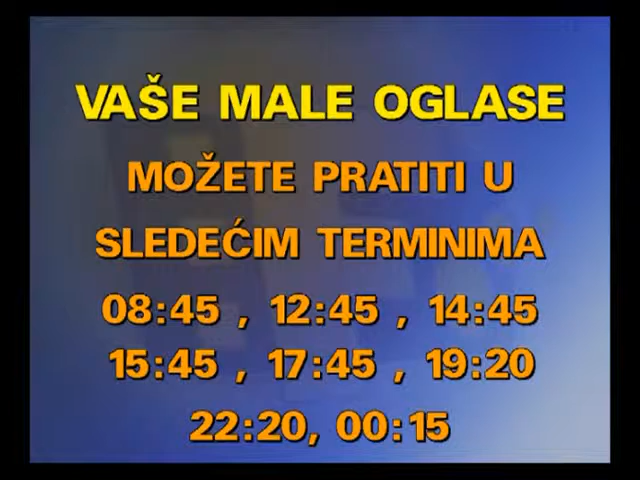 VAŠE MALE OGLASE
MOŽETE PRATITI U
SLEDEĆIM TERMINIMA
08:45 , 12:45 , 14:45
15:45 , 17:45 , 19:20
22:20, 00:15